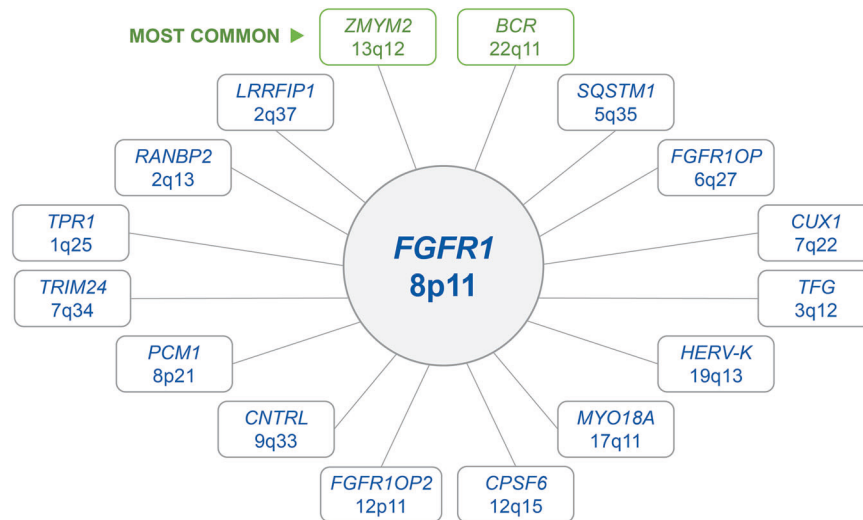 MOST COMMON ▶
ZMYM2
13q12
BCR
22q11
LRRFIP1
2q37
SQSTM1
5q35
RANBP2
2q13
FGFR1OP
6q27
TPR1
1q25
FGFR1
8p11
CUX1
7q22
TRIM24
7q34
TFG
3q12
PCM1
8p21
HERV-K
19q13
CNTRL
9q33
MYO18A
17q11
FGFR1OP2
12p11
CPSF6
12q15